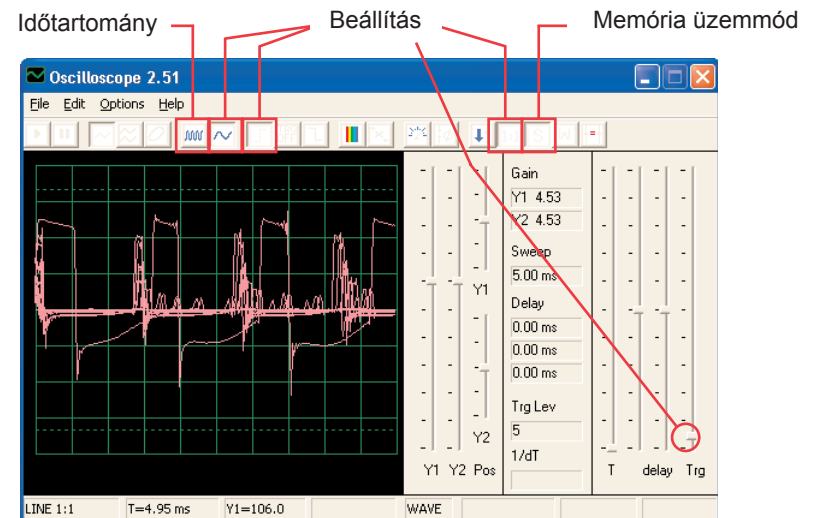 Időtartomány
Beállítás
Memória üzemmód
Oscilloscope 2.51
File Edit Options Help
Gain
Y1 4.53
Y2 4.53
Sweep
5.00 ms
Delay
0.00 ms
0.00 ms
0.00 ms
Trg Lev
5
1/dT
Y1
Y2
Y1 Y2 Pos
T delay Trg
LINE 1:1 T=4.95 ms Y1=106.0 WAVE